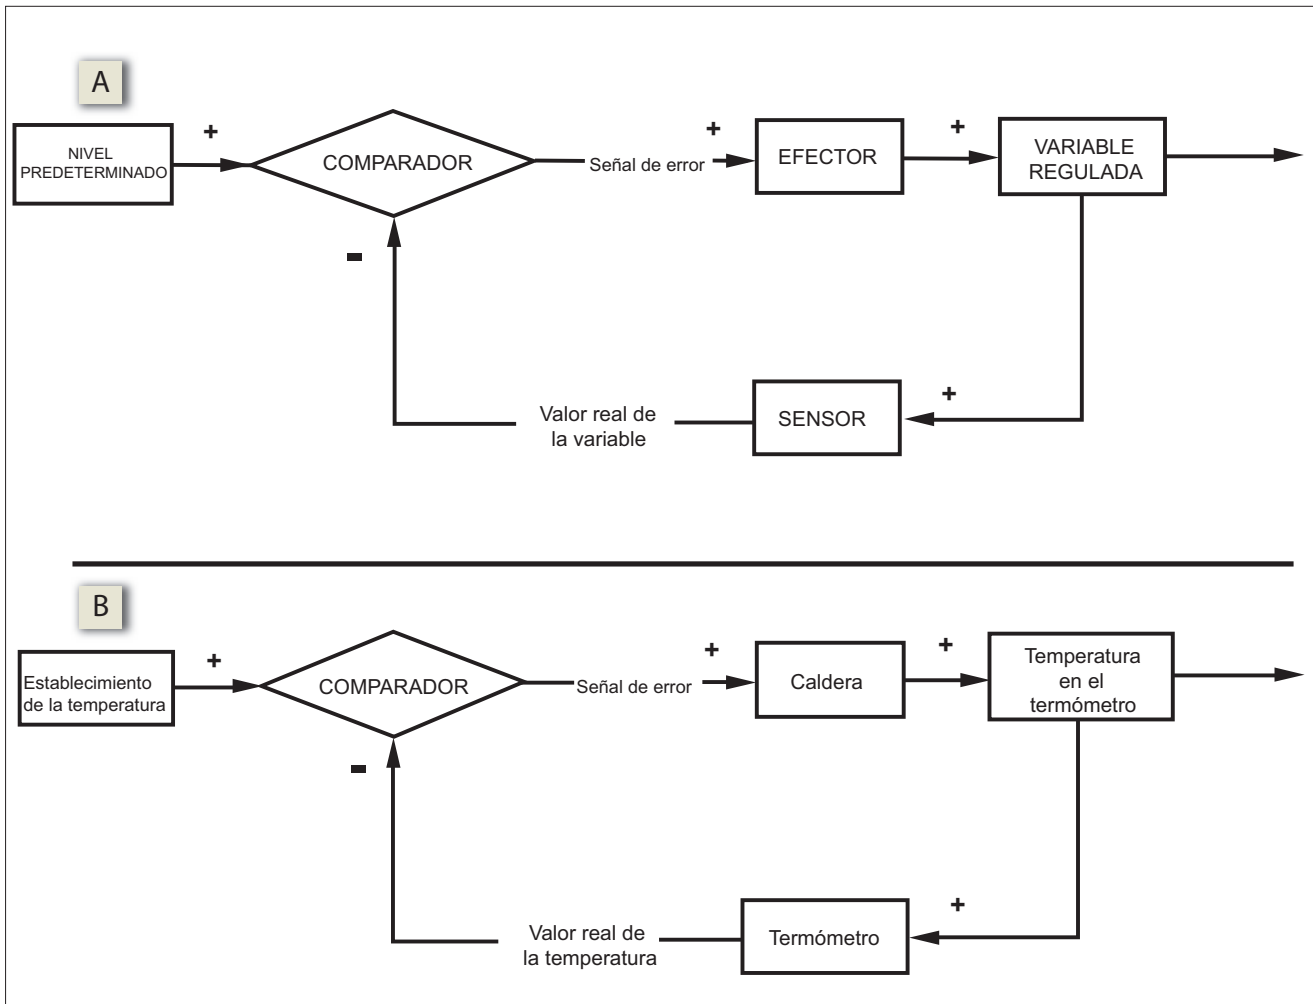 A
NIVEL
PREDETERMINADO
+
COMPARADOR
Señal de error
+
EFECTOR
+
VARIABLE
REGULADA
-
Valor real de
la variable
SENSOR
+
B
Establecimiento
de la temperatura
+
COMPARADOR
Señal de error
+
Caldera
+
Temperatura
en el
termómetro
-
Valor real de
la temperatura
Termómetro
+